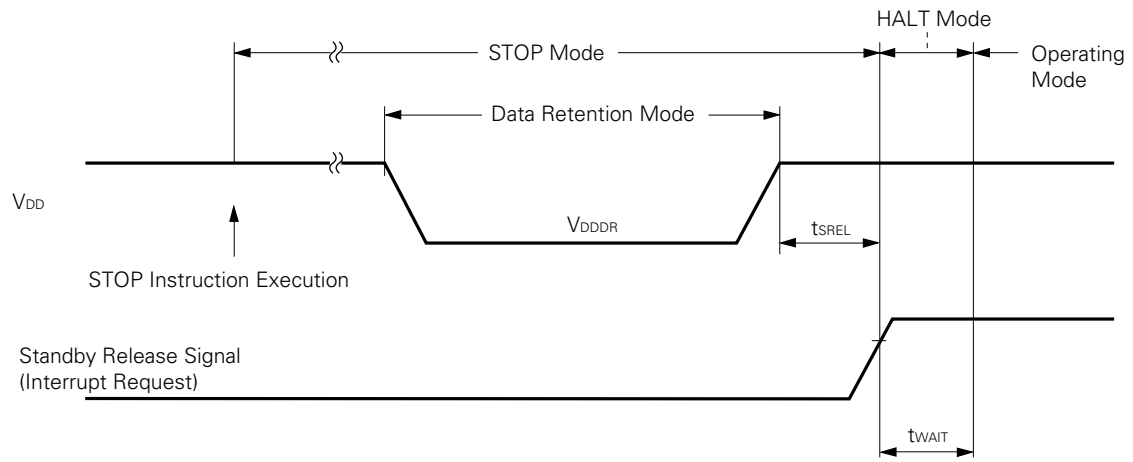 HALT Mode
STOP Mode
Operating
Mode
Data Retention Mode
VDD
VDDDR
tSREL
STOP Instruction Execution
Standby Release Signal
(Interrupt Request)
tWAIT